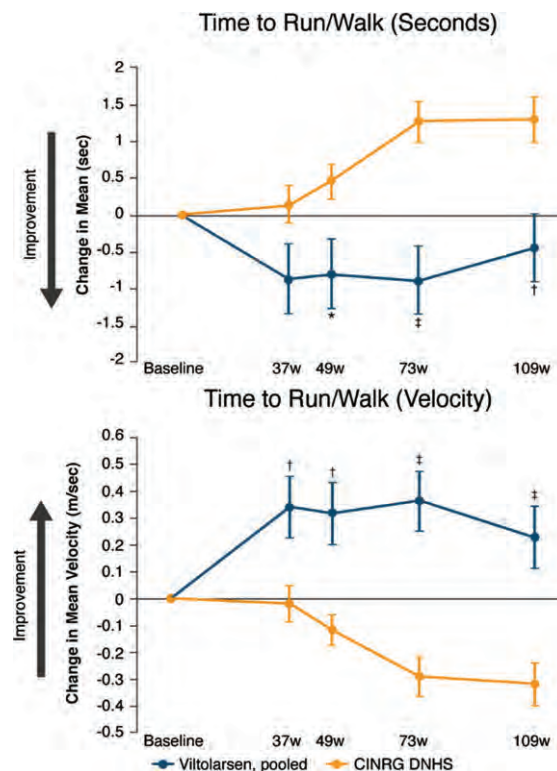 Time to Run/Walk (Seconds)
Improvement
Change in Mean (sec)
2
1.5
1
0.5
0
-0.5
-1
-1.5
-2
*
‡
†
Baseline 37w 49w 73w 109w
Time to Run/Walk (Velocity)
Improvement
Change in Mean Velocity (m/sec)
0.6
0.5
0.4
0.3
0.2
0.1
0
-0.1
-0.2
-0.3
-0.4
-0.5
† † ‡ ‡
Baseline 37w 49w 73w 109w
Viltolarsen, pooled CINRG DNHS